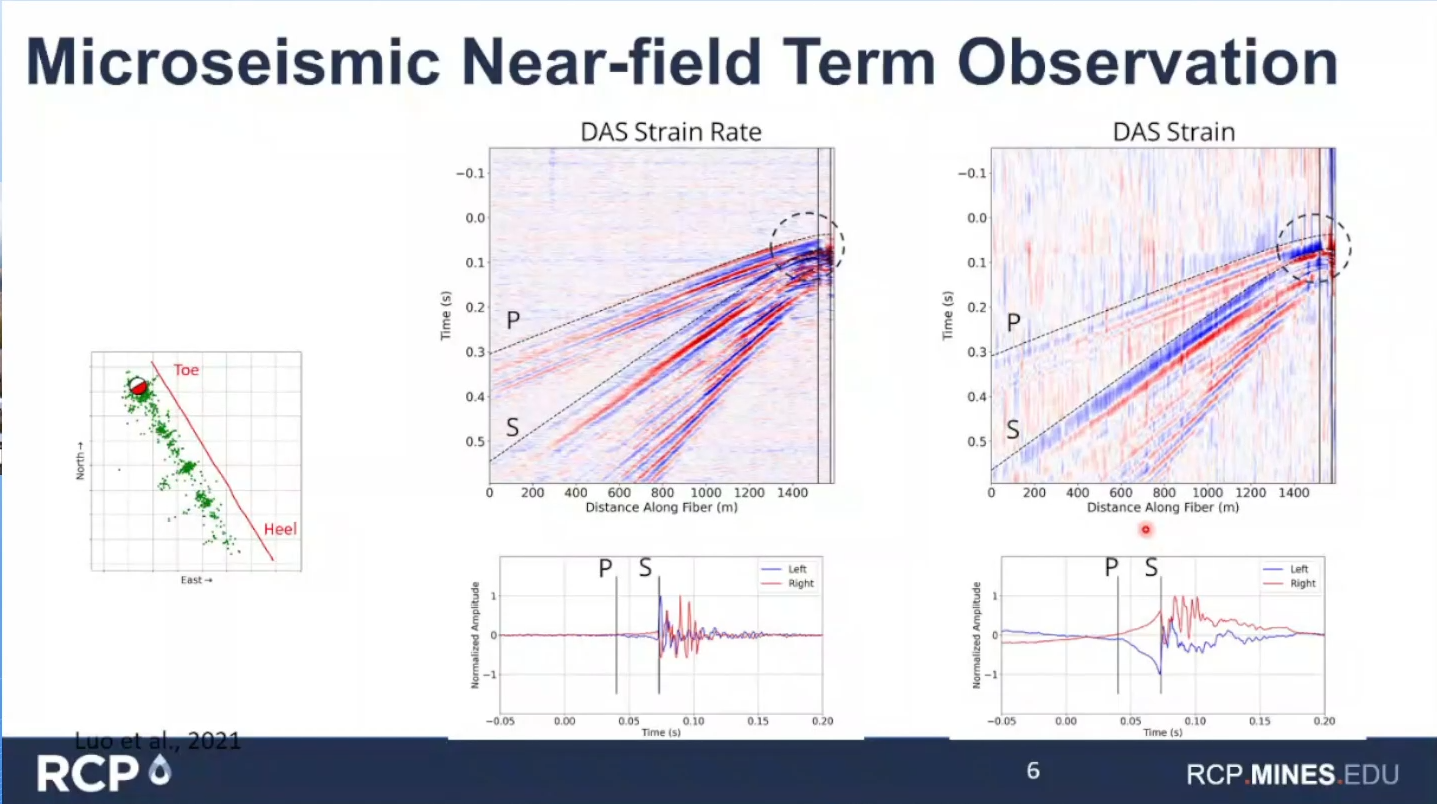 Microseismic Near-field Term Observation
DAS Strain Rate
−0.1
0.0
0.1
0.2
0.3
0.4
0.5
Time (s)
P
S
0 200 400 600 800 1000 1200 1400
Distance Along Fiber (m)
DAS Strain
−0.1
0.0
0.1
0.2
0.3
0.4
0.5
Time (s)
P
S
0 200 400 600 800 1000 1200 1400
Distance Along Fiber (m)
Toe
Heel
North →
East →
P S
Left
Right
1
0
−1
Normalized Amplitude
−0.05 0.00 0.05 0.10 0.15 0.20
Time (s)
P S
Left
Right
1
0
−1
Normalized Amplitude
−0.05 0.00 0.05 0.10 0.15 0.20
Time (s)
Luo et al., 2021
RCP
6
RCP.MINES.EDU